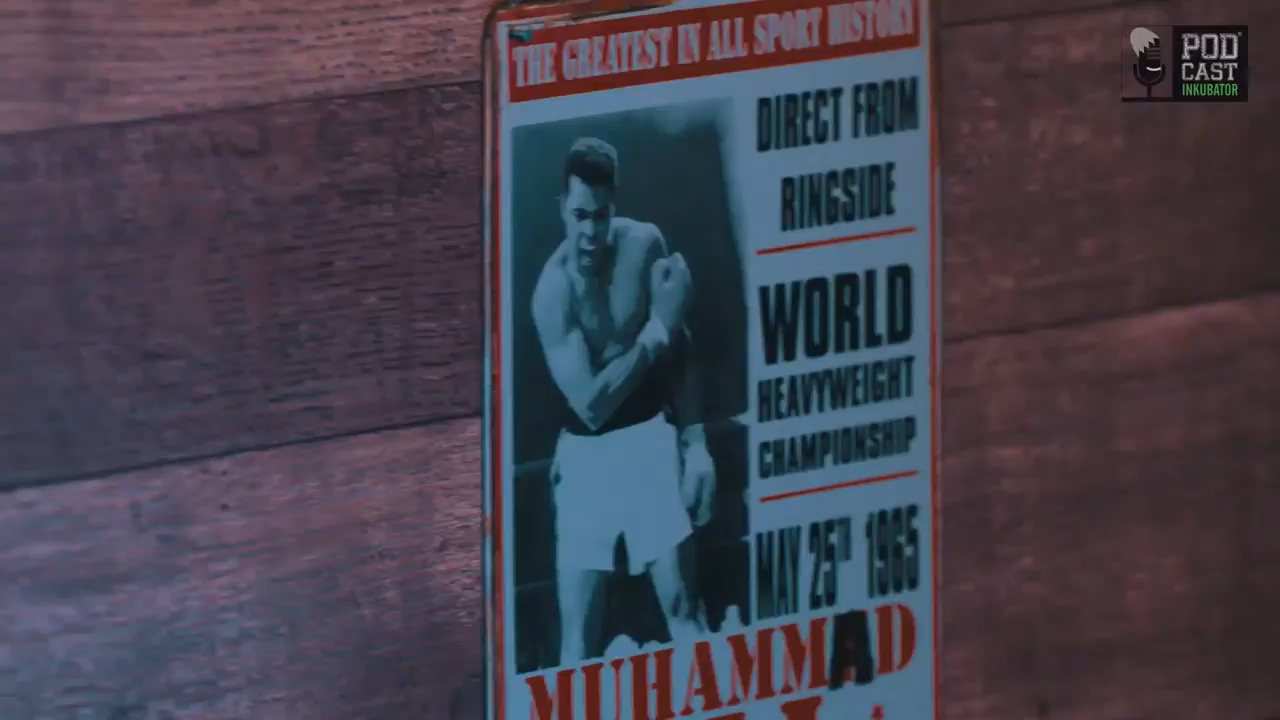 THE GREATEST IN ALL SPORT HISTORY
DIRECT FROM
RINGSIDE
WORLD
HEAVYWEIGHT
CHAMPIONSHIP
MAY 25TH 1965
MUHAMMAD
POD
CAST
INKUBATOR